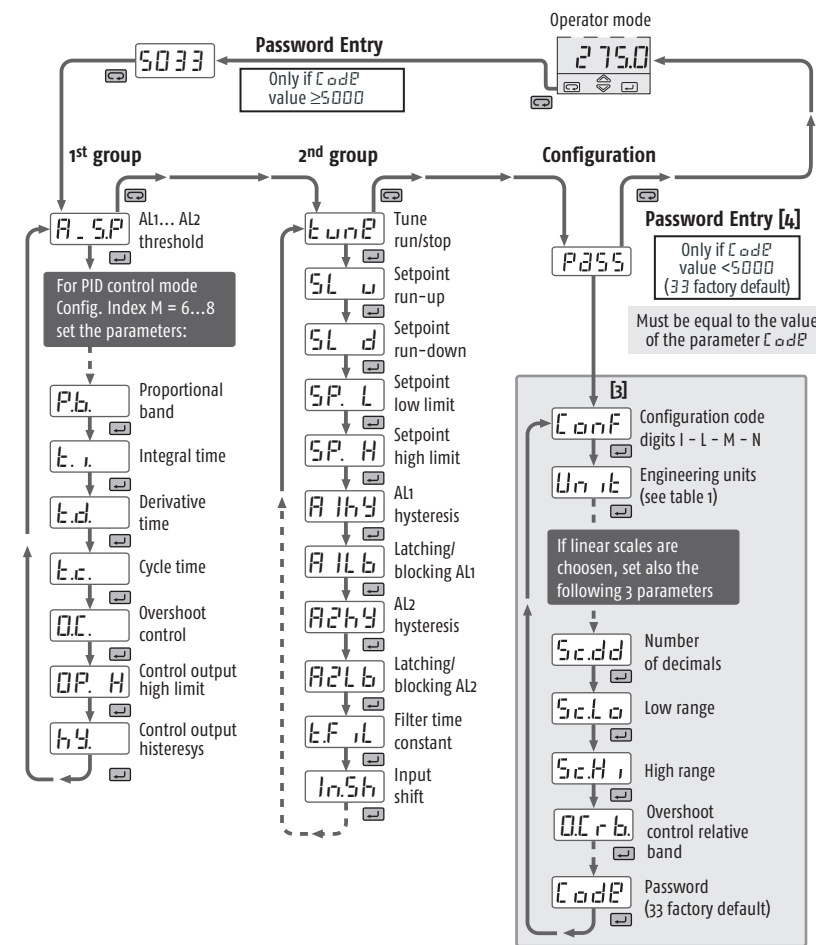 Operator mode
275.0
Password Entry
5033
Only if CodE
value ≥5000
1st group
2nd group
Configuration
A_S.P
AL1... AL2
threshold
For PID control mode
Config. Index M = 6...8
set the parameters:
P.b.
Proportional
band
t.i.
Integral time
t.d.
Derivative
time
t.c.
Cycle time
O.C.
Overshoot
control
OP. H
Control output
high limit
hY.
Control output
histeresys
tunE
Tune
run/stop
SL u
Setpoint
run-up
SL d
Setpoint
run-down
SP. L
Setpoint
low limit
SP. H
Setpoint
high limit
A1hY
AL1
hysteresis
A1Lb
Latching/
blocking AL1
A2hY
AL2
hysteresis
A2Lb
Latching/
blocking AL2
t.FiL
Filter time
constant
In.Sh
Input
shift
PaSS
Password Entry [4]
Only if CodE
value <5000
(33 factory default)
Must be equal to the value
of the parameter CodE
[3]
ConF
Configuration code
digits I - L - M - N
Unit
Engineering units
(see table 1)
If linear scales are
choosen, set also the
following 3 parameters
Sc.dd
Number
of decimals
Sc.Lo
Low range
Sc.Hi
High range
O.Crb.
Overshoot
control relative
band
CodE
Password
(33 factory default)